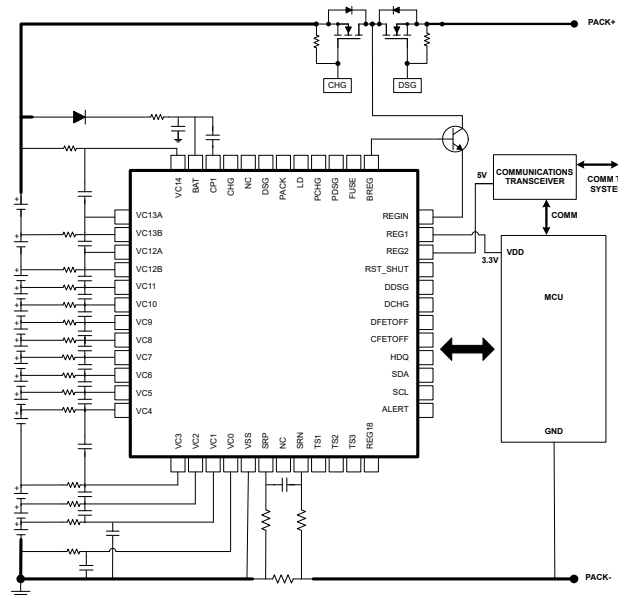 PACK+
CHG
DSG
VC14
BAT
CP1
CHG
NC
DSG
PACK
LD
PCHG
PDSG
FUSE
BREG
5V
COMMUNICATIONS
TRANSCEIVER
COMM T
SYSTE
COMM
VC13A
VC13B
VC12A
VC12B
VC11
VC10
VC9
VC8
VC7
VC6
VC5
VC4
REGIN
REG1
REG2
RST_SHUT
DDSG
DCHG
DFETOFF
CFETOFF
HDQ
SDA
SCL
ALERT
3.3V
VDD
MCU
GND
VC3
VC2
VC1
VC0
VSS
SRP
NC
SRN
TS1
TS2
TS3
REG18
PACK-